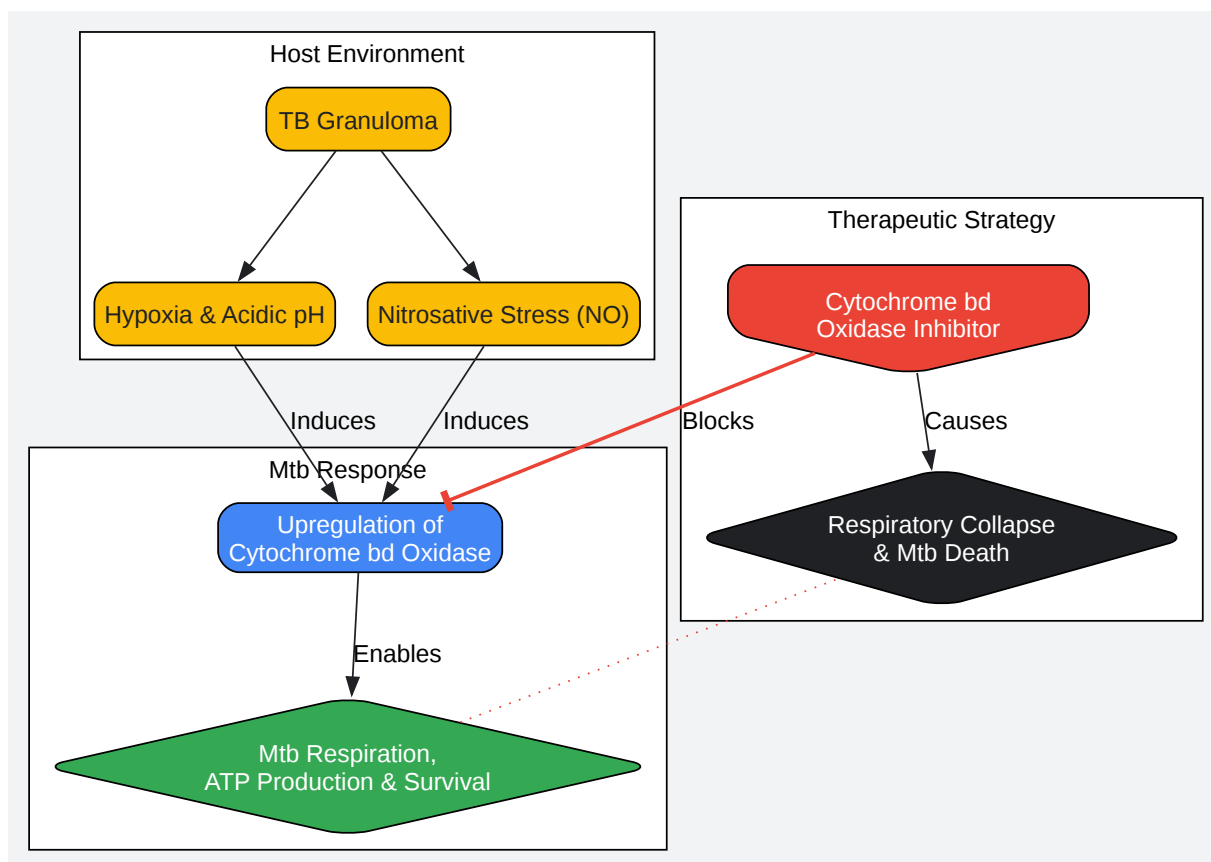 Host Environment
TB Granuloma
Hypoxia & Acidic pH
Nitrosative Stress (NO)
Induces
Induces
Mtb Response
Upregulation of
Cytochrome bd Oxidase
Enables
Mtb Respiration,
ATP Production & Survival
Therapeutic Strategy
Cytochrome bd
Oxidase Inhibitor
Blocks
Causes
Respiratory Collapse
& Mtb Death